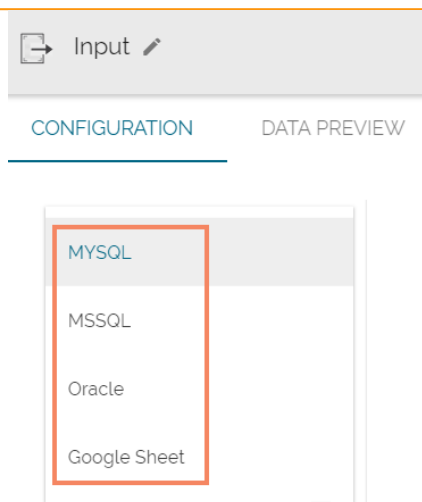 Input
CONFIGURATION DATA PREVIEW
MYSQL
MSSQL
Oracle
Google Sheet